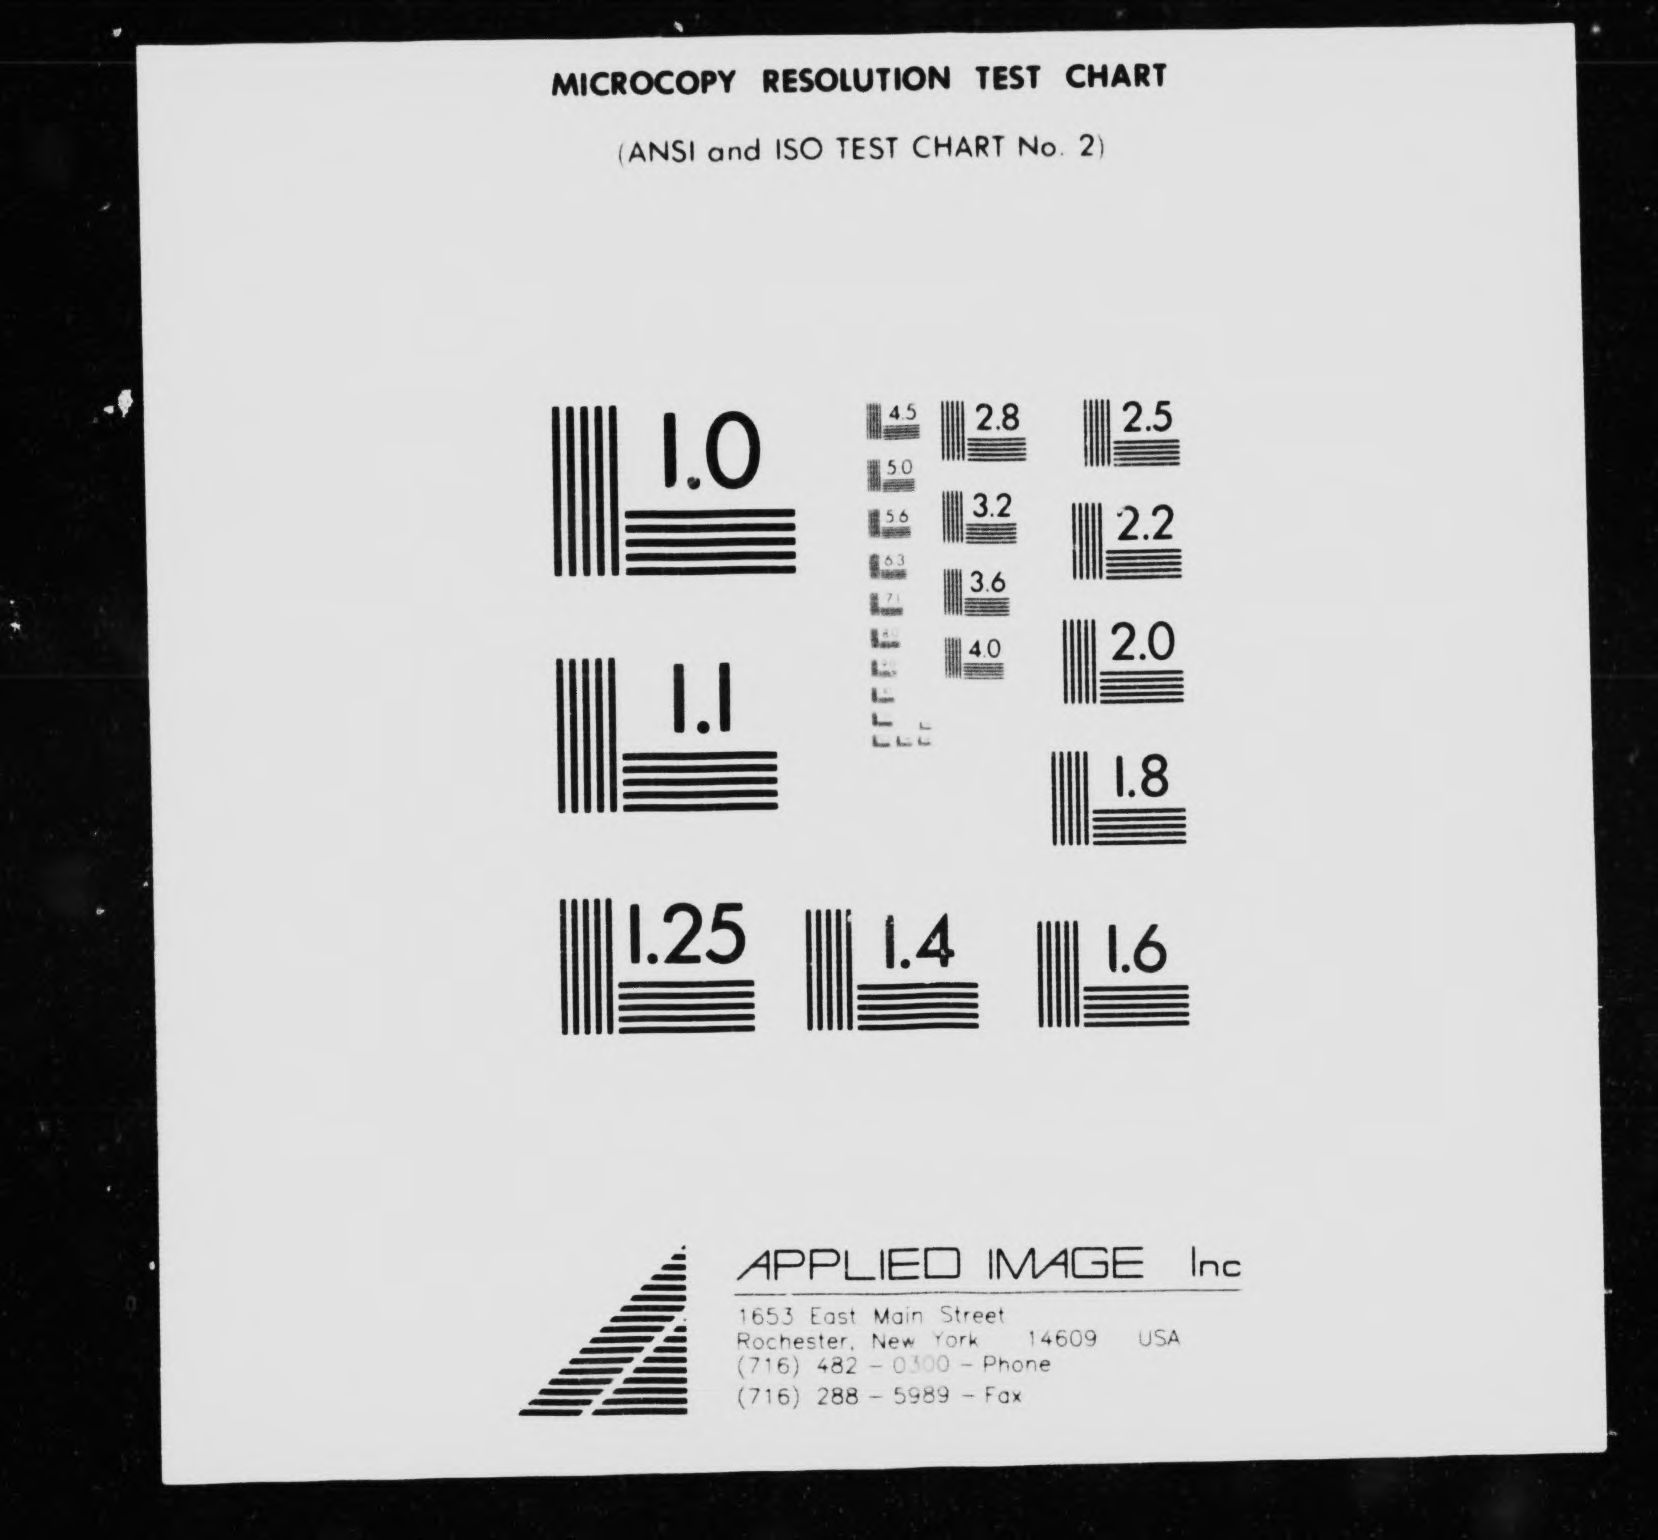 MICROCOPY RESOLUTION TEST CHART
(ANSI and ISO TEST CHART No. 2)
1.0
1.1
1.25
1.4
1.6
1.8
2.0
2.2
2.5
2.8
3.2
3.6
4.0
4.5
5.0
5.6
6.3
7.1
APPLIED IMAGE Inc
1653 East Main Street
Rochester, New York 14609 USA
(716) 482 - 0300 - Phone
(716) 288 - 5989 - Fax